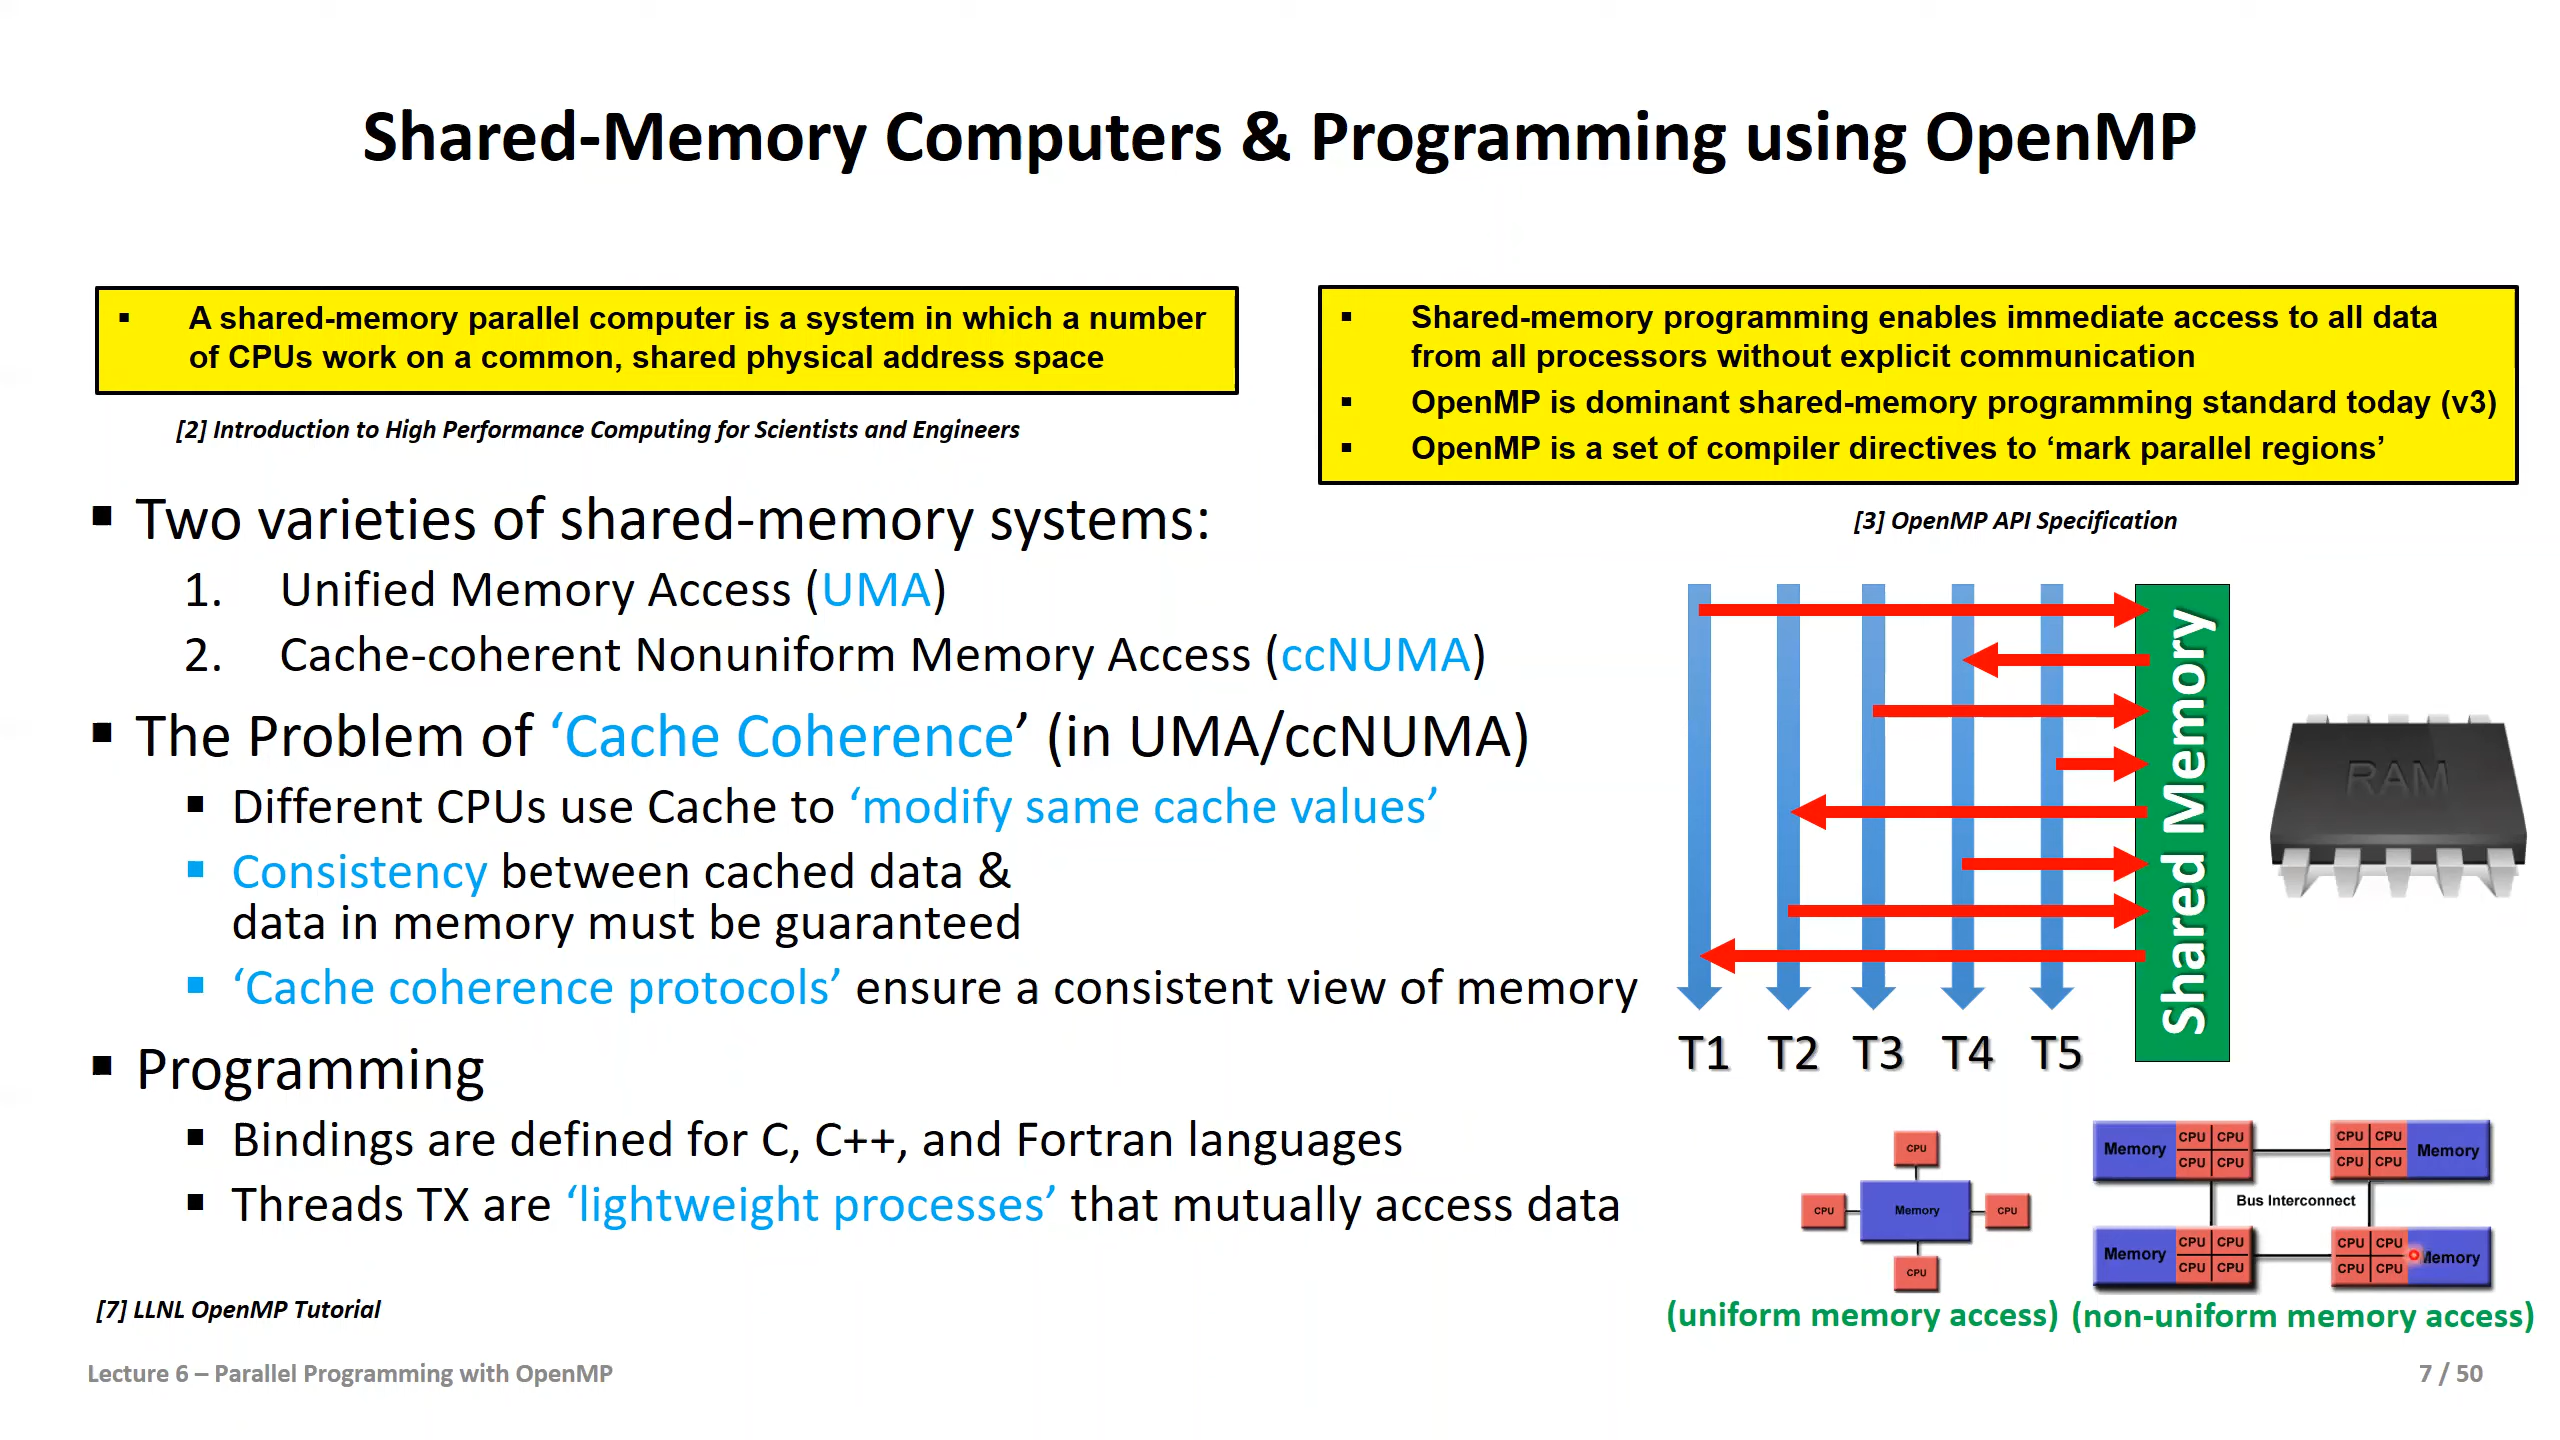 Shared-Memory Computers & Programming using OpenMP
▪ A shared-memory parallel computer is a system in which a number
of CPUs work on a common, shared physical address space
[2] Introduction to High Performance Computing for Scientists and Engineers
▪ Shared-memory programming enables immediate access to all data
from all processors without explicit communication
▪ OpenMP is dominant shared-memory programming standard today (v3)
▪ OpenMP is a set of compiler directives to ‘mark parallel regions’
[3] OpenMP API Specification
▪ Two varieties of shared-memory systems:
1. Unified Memory Access (UMA)
2. Cache-coherent Nonuniform Memory Access (ccNUMA)
▪ The Problem of ‘Cache Coherence’ (in UMA/ccNUMA)
▪ Different CPUs use Cache to ‘modify same cache values’
▪ Consistency between cached data &
data in memory must be guaranteed
▪ ‘Cache coherence protocols’ ensure a consistent view of memory
▪ Programming
▪ Bindings are defined for C, C++, and Fortran languages
▪ Threads TX are ‘lightweight processes’ that mutually access data
[7] LLNL OpenMP Tutorial
Shared Memory
RAM
T1 T2 T3 T4 T5
CPU
CPU Memory CPU
CPU
(uniform memory access)
Memory CPU CPU CPU CPU Memory
CPU CPU CPU CPU
Bus Interconnect
Memory CPU CPU CPU CPU Memory
CPU CPU CPU CPU
(non-uniform memory access)
Lecture 6 – Parallel Programming with OpenMP
7 / 50